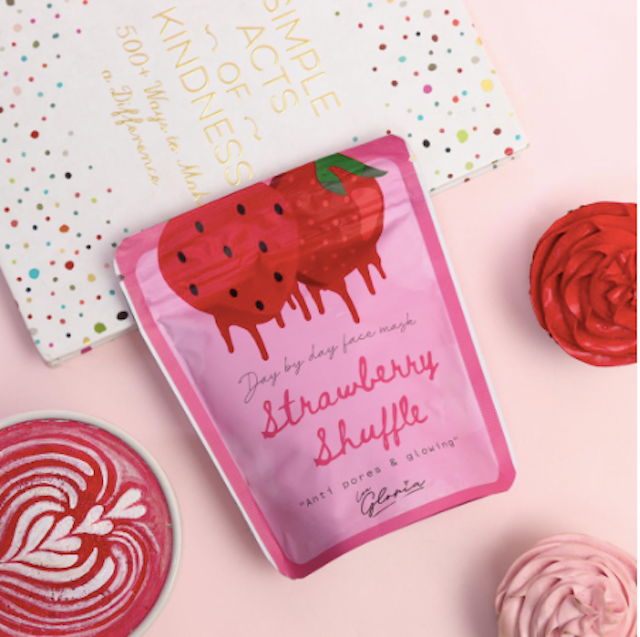 SIMPLE
ACTS
~ OF ~
KINDNESS
500+ Ways to Make
a Difference
Day by day face mask
Strawberry
Shuffle
"Anti pores & glowing"
Gloria